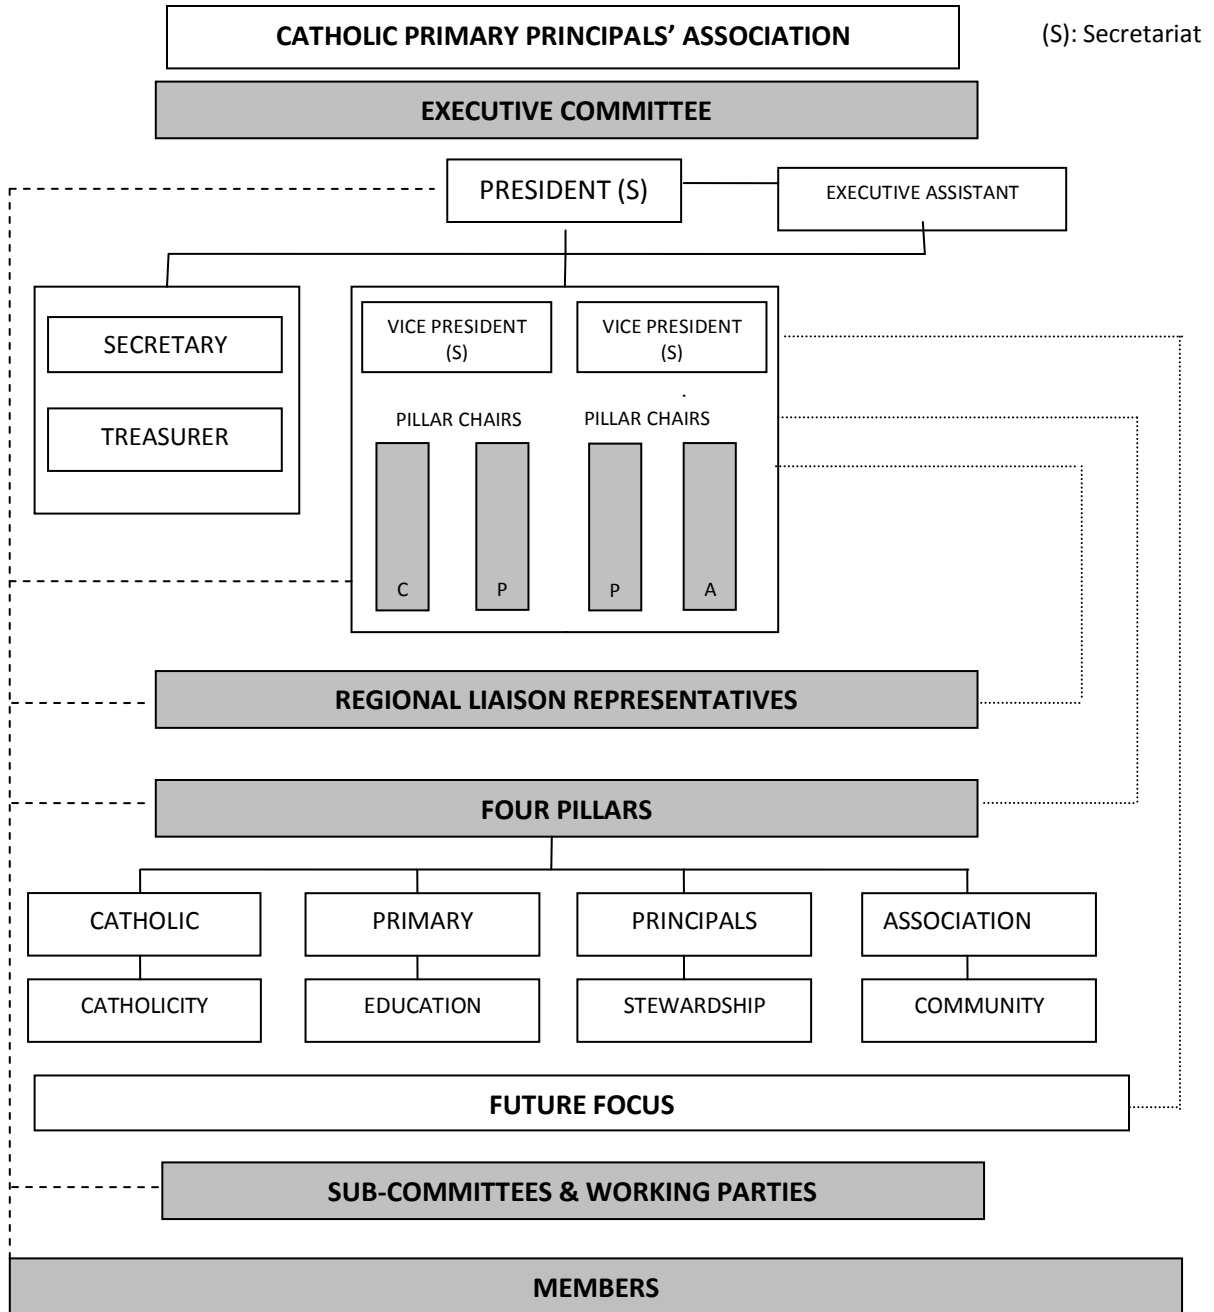 CATHOLIC PRIMARY PRINCIPALS’ ASSOCIATION
(S): Secretariat
EXECUTIVE COMMITTEE
PRESIDENT (S)
EXECUTIVE ASSISTANT
SECRETARY
TREASURER
VICE PRESIDENT
(S)
VICE PRESIDENT
(S)
PILLAR CHAIRS
PILLAR CHAIRS
C
P
P
A
REGIONAL LIAISON REPRESENTATIVES
FOUR PILLARS
CATHOLIC
PRIMARY
PRINCIPALS
ASSOCIATION
CATHOLICITY
EDUCATION
STEWARDSHIP
COMMUNITY
FUTURE FOCUS
SUB-COMMITTEES & WORKING PARTIES
MEMBERS